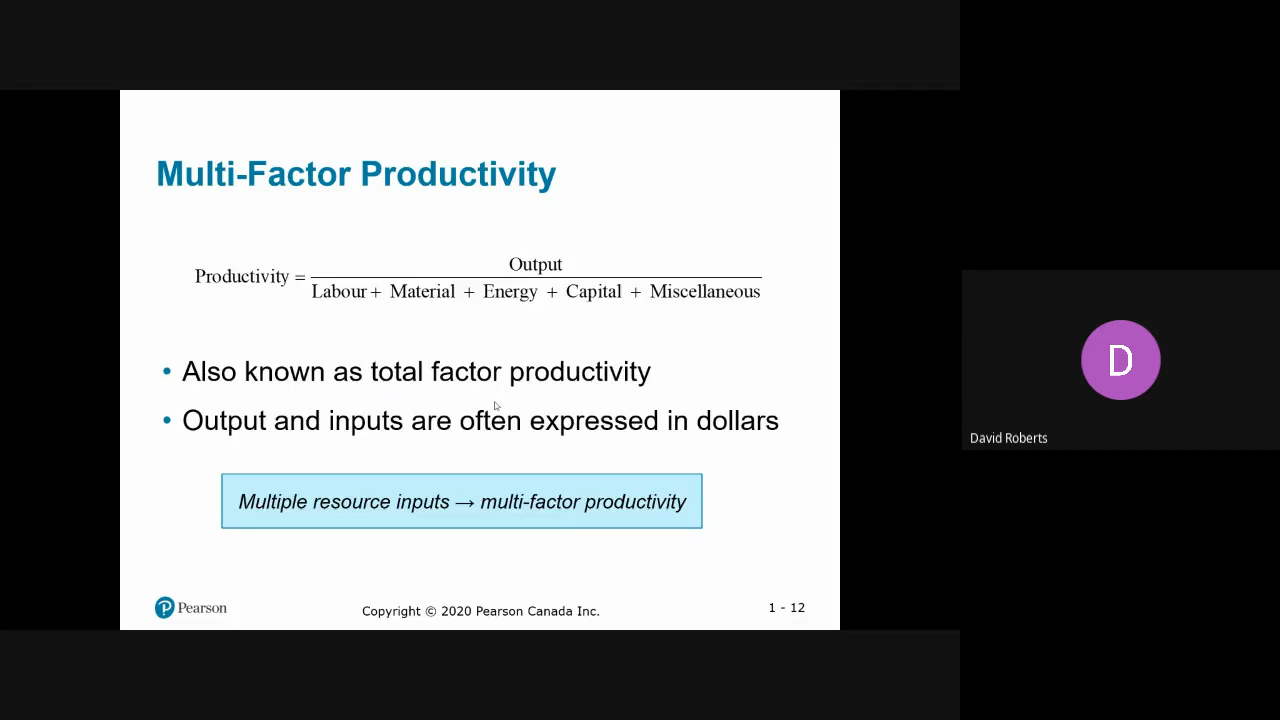 Multi-Factor Productivity
Productivity = Output
Labour + Material + Energy + Capital + Miscellaneous
• Also known as total factor productivity
• Output and inputs are often expressed in dollars
Multiple resource inputs → multi-factor productivity
Pearson
Copyright © 2020 Pearson Canada Inc.
1 - 12
D
David Roberts